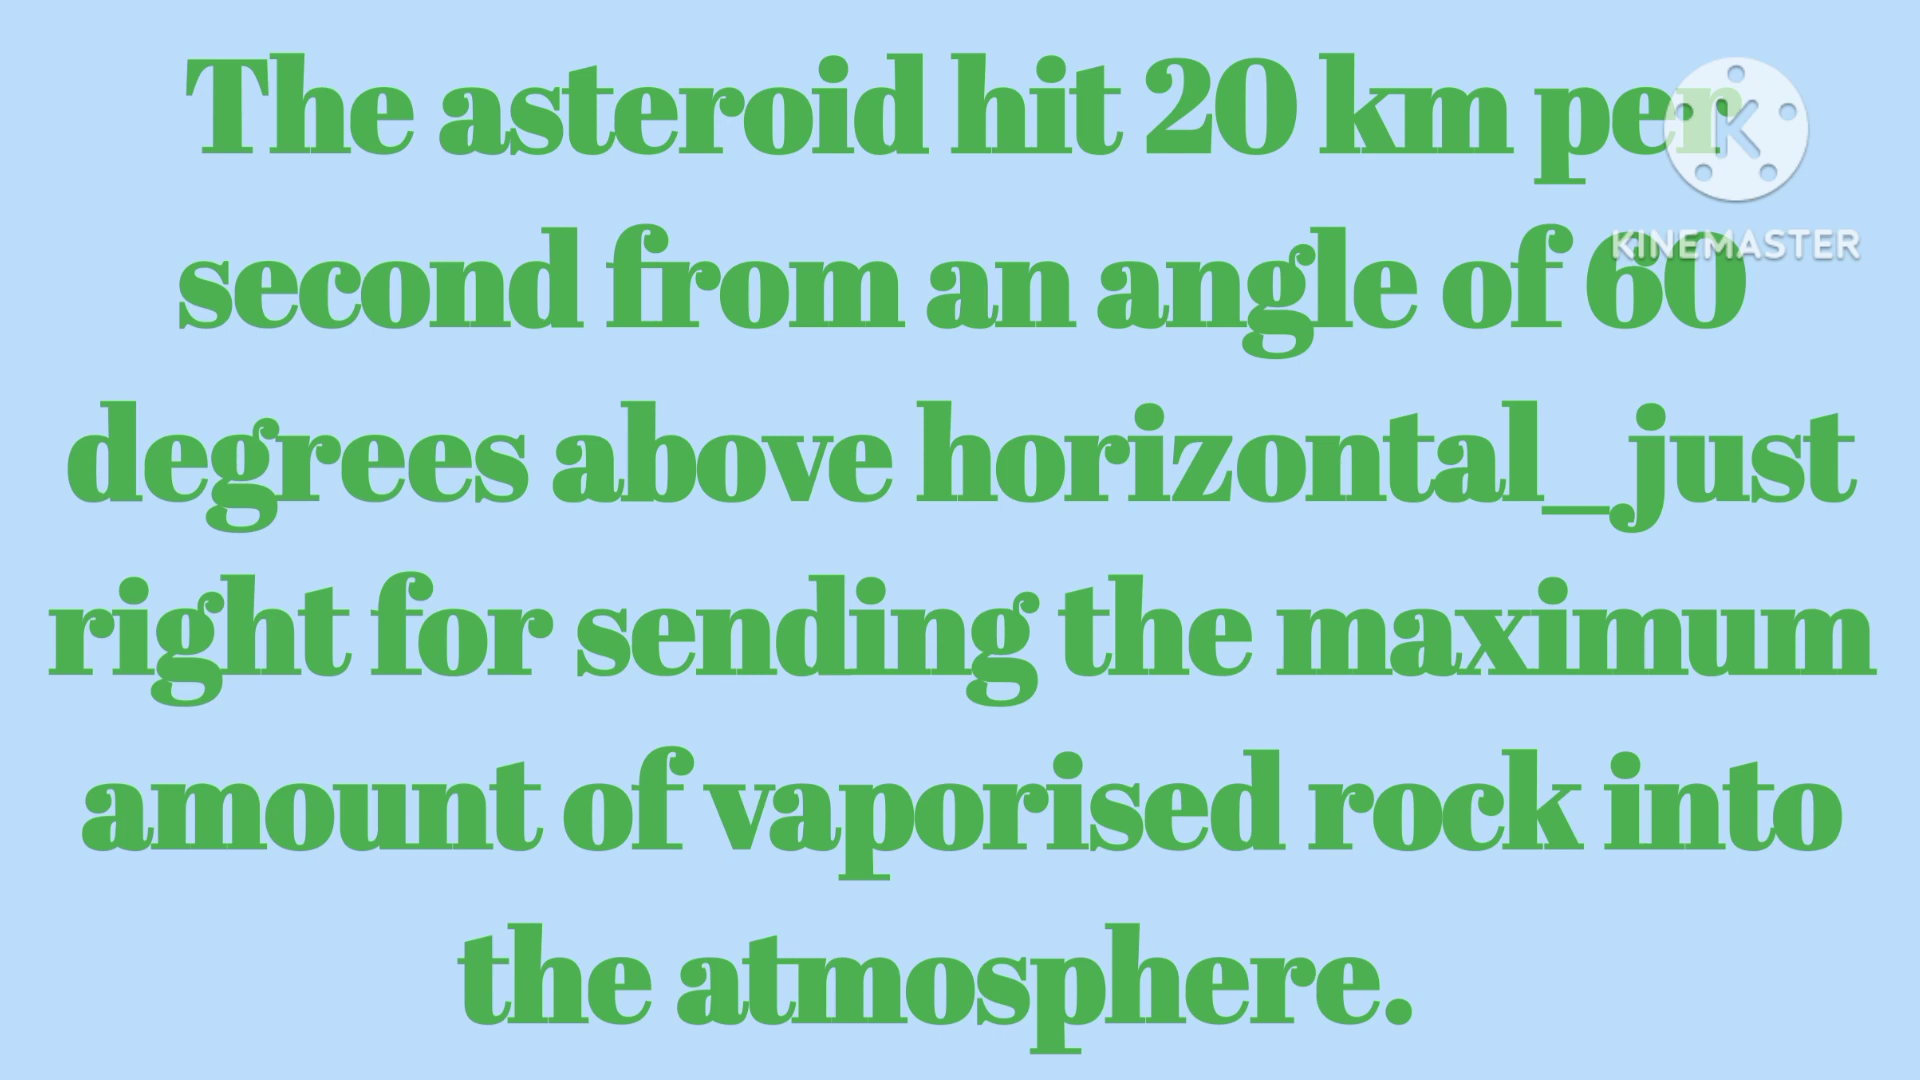 The asteroid hit 20 km per
second from an angle of 60
degrees above horizontal_just
right for sending the maximum
amount of vaporised rock into
the atmosphere.
K
KINEMASTER